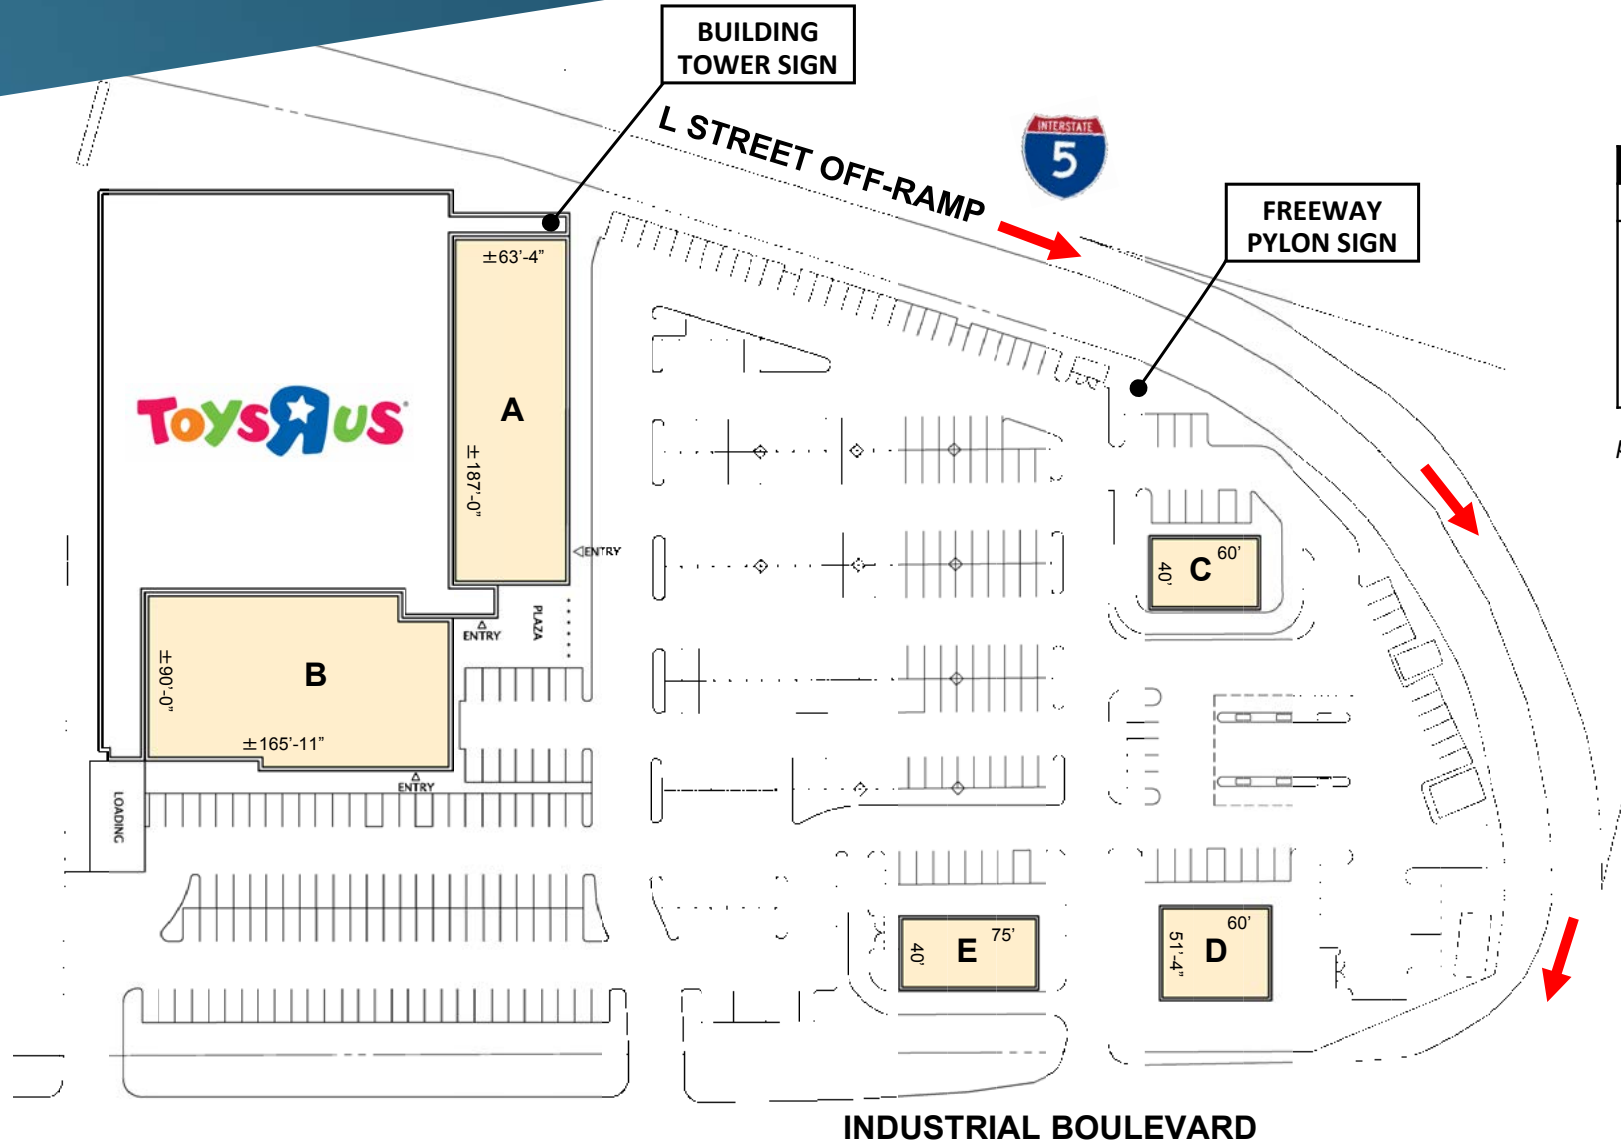 BUILDING
TOWER SIGN
L STREET OFF-RAMP
INTERSTATE
5
FREEWAY
PYLON SIGN
±63'-4"
A
±187'-0"
TOYSRUS
ENTRY
PLAZA
ENTRY
B
±90'-0"
±165'-11"
ENTRY
LOADING
C
60'
40'
E
75'
40'
D
60'
51'-4"
INDUSTRIAL BOULEVARD